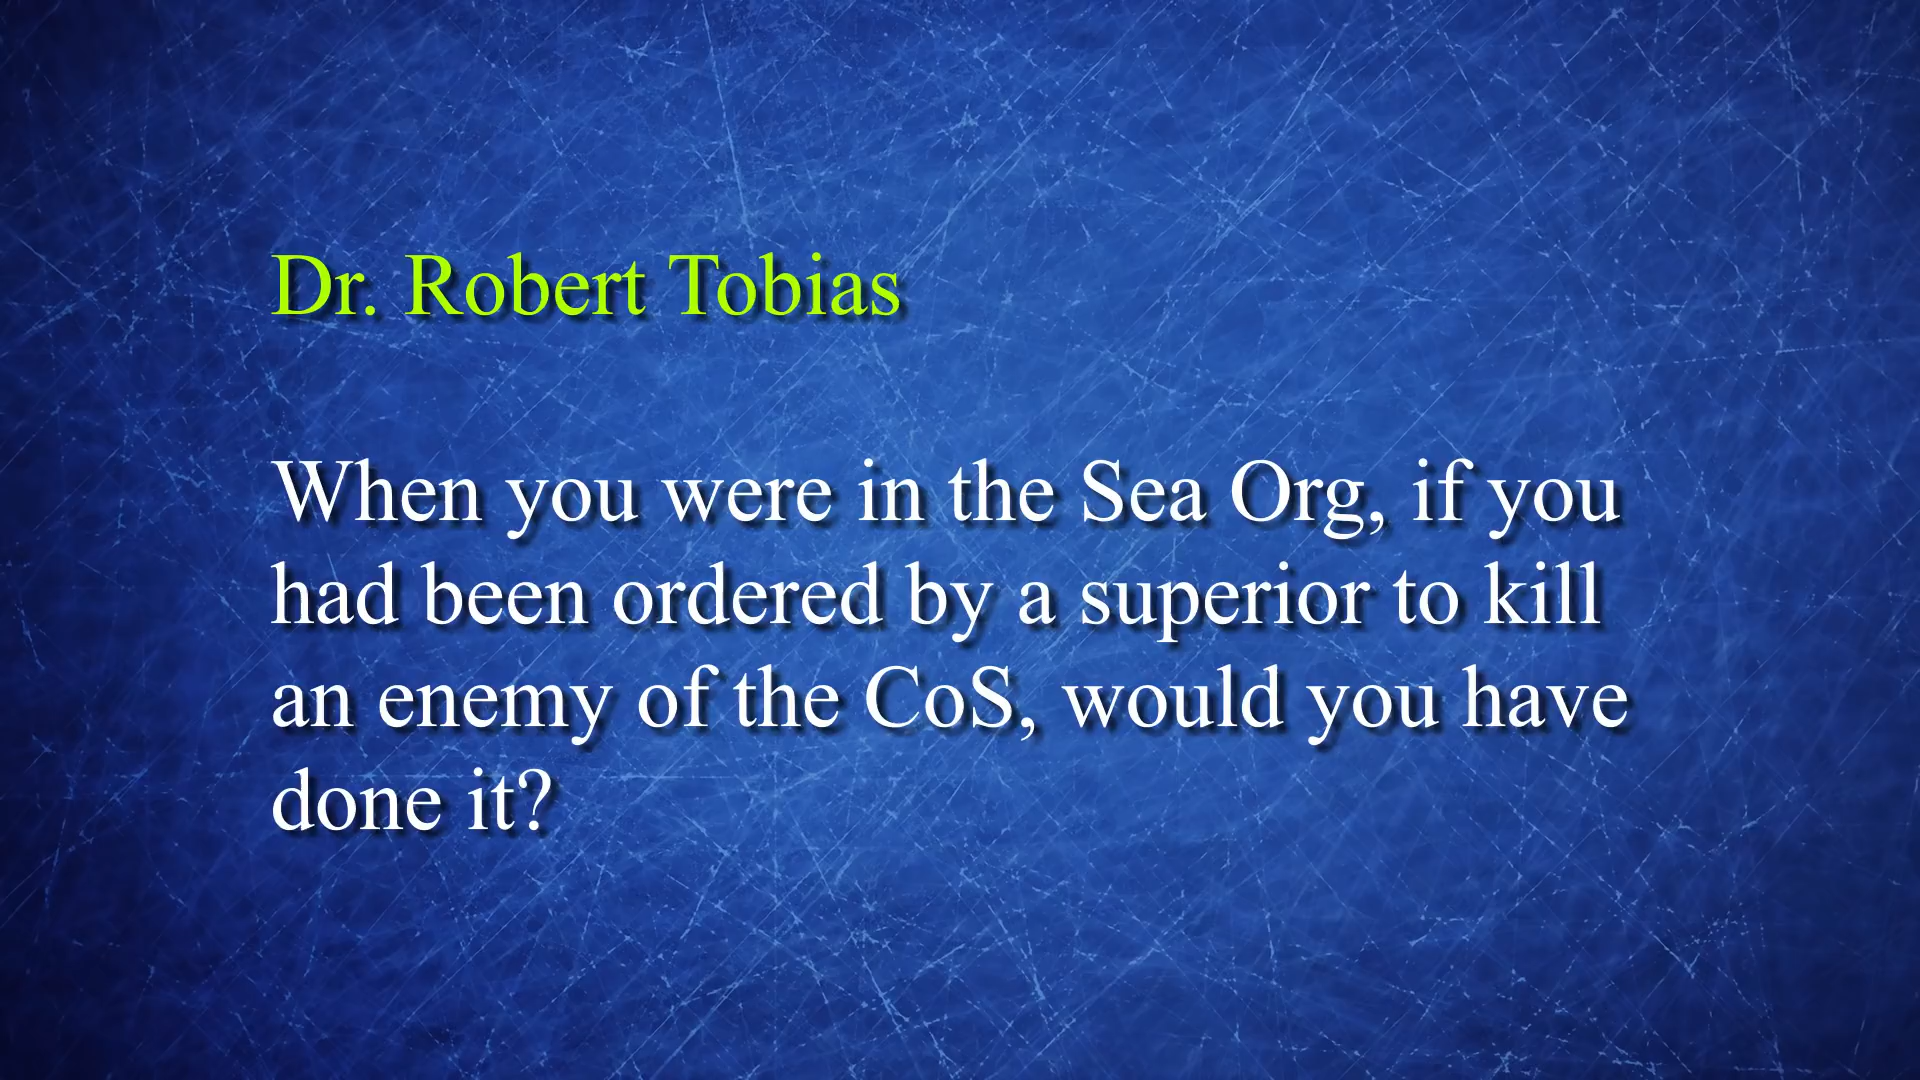 Dr. Robert Tobias
When you were in the Sea Org, if you
had been ordered by a superior to kill
an enemy of the CoS, would you have
done it?